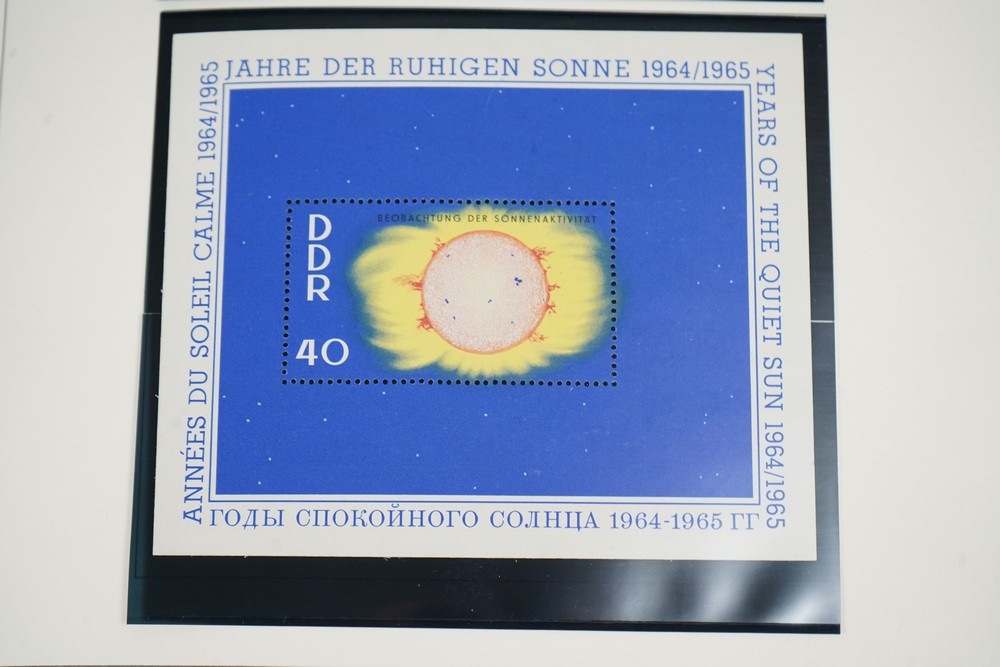 JAHRE DER RUHIGEN SONNE 1964/1965
ANNÉES DU SOLEIL CALME 1964/1965
YEARS OF THE QUIET SUN 1964/1965
BEOBACHTUNG DER SONNENAKTIVITÄT
D
D
R
40
ГОДЫ СПОКОЙНОГО СОЛНЦА 1964-1965 ГГ